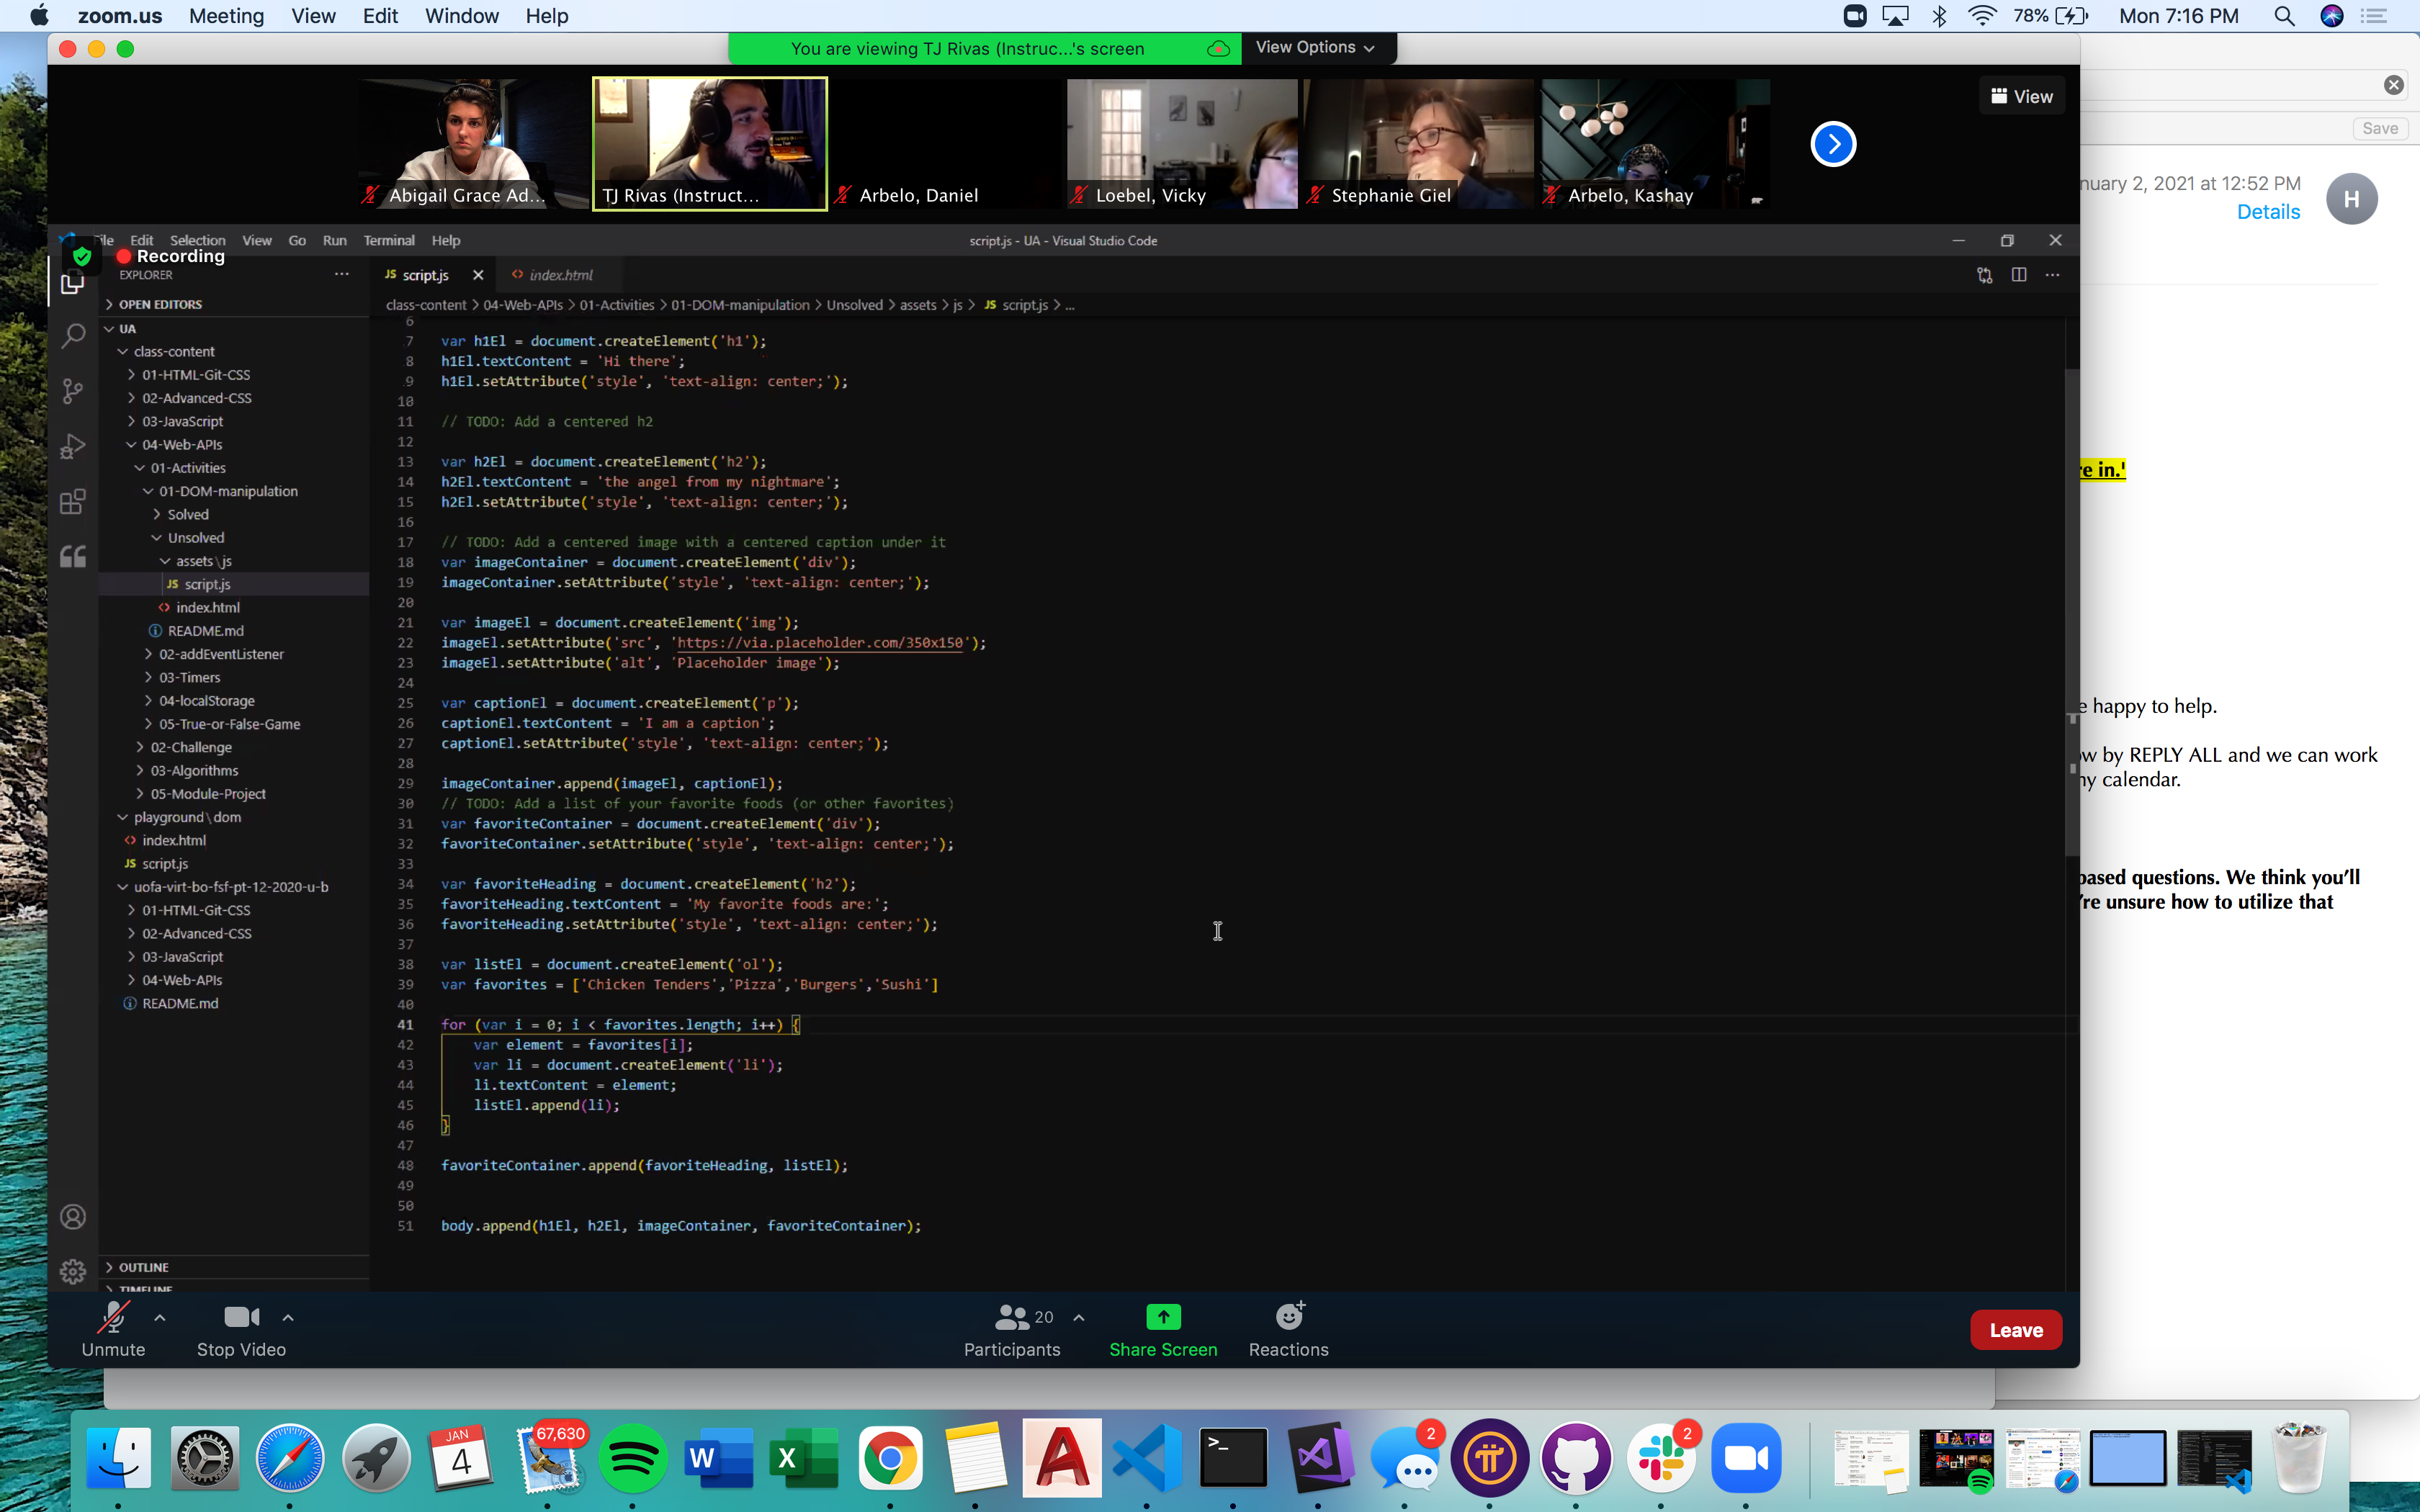 zoom.us Meeting View Edit Window Help
78% Mon 7:16 PM
You are viewing TJ Rivas (Instruc...'s screen
View Options
Abigail Grace Ad...
TJ Rivas (Instruct...
Arbelo, Daniel
Loebel, Vicky
Stephanie Giel
Arbelo, Kashay
View
Save
nuary 2, 2021 at 12:52 PM
H
Details
Edit Selection View Go Run Terminal Help
script.js - UA - Visual Studio Code
Recording
EXPLORER
JS script.js
<> index.html
OPEN EDITORS
class-content > 04-Web-APIs > 01-Activities > 01-DOM-manipulation > Unsolved > assets > js > JS script.js > ...
UA
class-content
01-HTML-Git-CSS
02-Advanced-CSS
03-JavaScript
04-Web-APIs
01-Activities
01-DOM-manipulation
Solved
Unsolved
assets\js
JS script.js
<> index.html
README.md
02-addEventListener
03-Timers
04-localStorage
05-True-or-False-Game
02-Challenge
03-Algorithms
05-Module-Project
playground\dom
<> index.html
JS script.js
uofa-virt-bo-fsf-pt-12-2020-u-b
01-HTML-Git-CSS
02-Advanced-CSS
03-JavaScript
04-Web-APIs
README.md
OUTLINE
TIMELINE
6
7 var h1El = document.createElement('h1');
8 h1El.textContent = 'Hi there';
9 h1El.setAttribute('style', 'text-align: center;');
10
11 // TODO: Add a centered h2
12
13 var h2El = document.createElement('h2');
14 h2El.textContent = 'the angel from my nightmare';
15 h2El.setAttribute('style', 'text-align: center;');
16
17 // TODO: Add a centered image with a centered caption under it
18 var imageContainer = document.createElement('div');
19 imageContainer.setAttribute('style', 'text-align: center;');
20
21 var imageEl = document.createElement('img');
22 imageEl.setAttribute('src', 'https://via.placeholder.com/350x150');
23 imageEl.setAttribute('alt', 'Placeholder image');
24
25 var captionEl = document.createElement('p');
26 captionEl.textContent = 'I am a caption';
27 captionEl.setAttribute('style', 'text-align: center;');
28
29 imageContainer.append(imageEl, captionEl);
30 // TODO: Add a list of your favorite foods (or other favorites)
31 var favoriteContainer = document.createElement('div');
32 favoriteContainer.setAttribute('style', 'text-align: center;');
33
34 var favoriteHeading = document.createElement('h2');
35 favoriteHeading.textContent = 'My favorite foods are:';
36 favoriteHeading.setAttribute('style', 'text-align: center;');
37
38 var listEl = document.createElement('ol');
39 var favorites = ['Chicken Tenders','Pizza','Burgers','Sushi']
40
41 for (var i = 0; i < favorites.length; i++) {
42 var element = favorites[i];
43 var li = document.createElement('li');
44 li.textContent = element;
45 listEl.append(li);
46 }
47
48 favoriteContainer.append(favoriteHeading, listEl);
49
50
51 body.append(h1El, h2El, imageContainer, favoriteContainer);
re in.'
e happy to help.
ow by REPLY ALL and we can work
ny calendar.
based questions. We think you'll
're unsure how to utilize that
Unmute
Stop Video
20
Participants
Share Screen
Reactions
Leave
JAN
4
67,630
W
X
>_
2
2